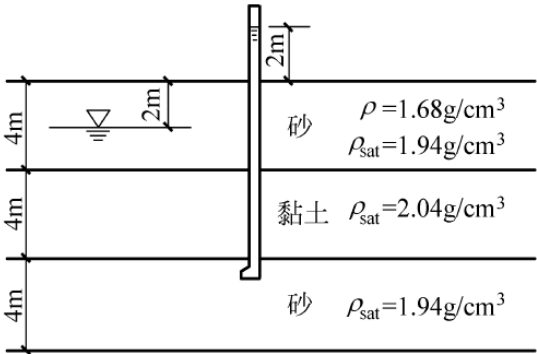 2m
4m
2m
砂
ρ=1.68g/cm³
ρsat=1.94g/cm³
4m
黏土
ρsat=2.04g/cm³
4m
砂
ρsat=1.94g/cm³